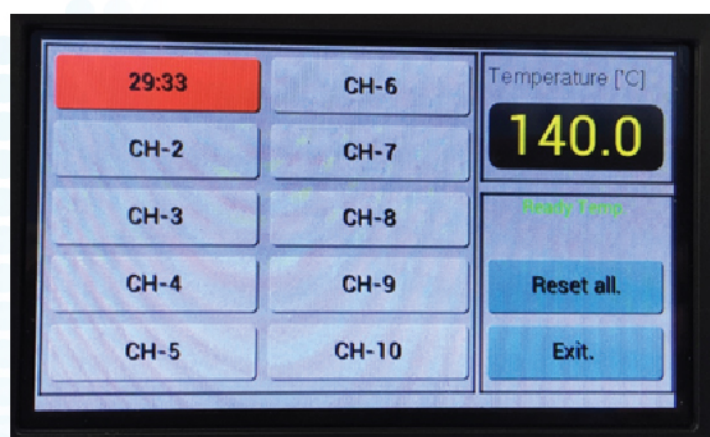 29:33
CH-6
CH-2
CH-7
CH-3
CH-8
CH-4
CH-9
CH-5
CH-10
Temperature ['C]
140.0
Ready Temp
Reset all.
Exit.